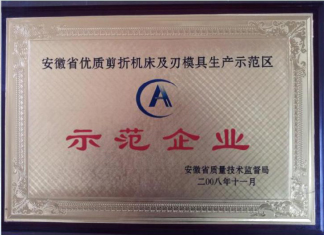 安徽省优质剪折机床及刃模具生产示范区
示范企业
安徽省质量技术监督局
二〇〇八年十一月